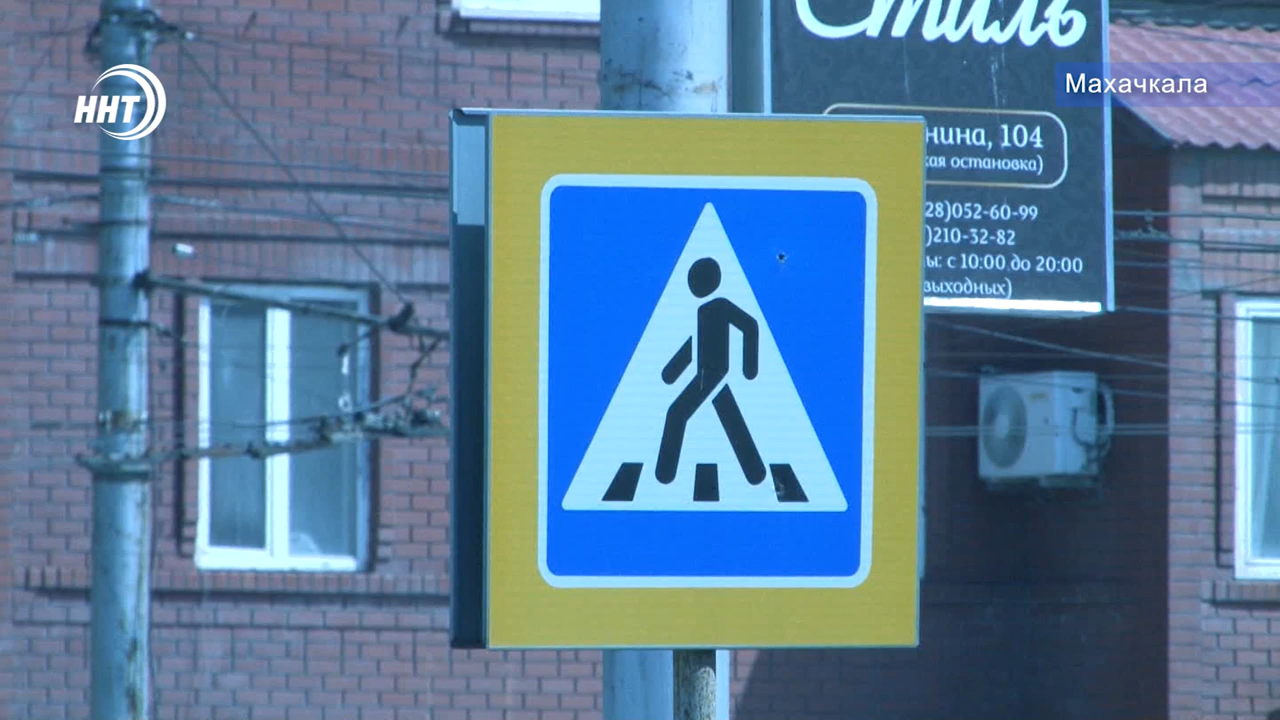 ННТ
Стиль
Махачкала
нина, 104
кая остановка)
28)052-60-99
)210-32-82
ы: с 10:00 до 20:00
выходных)